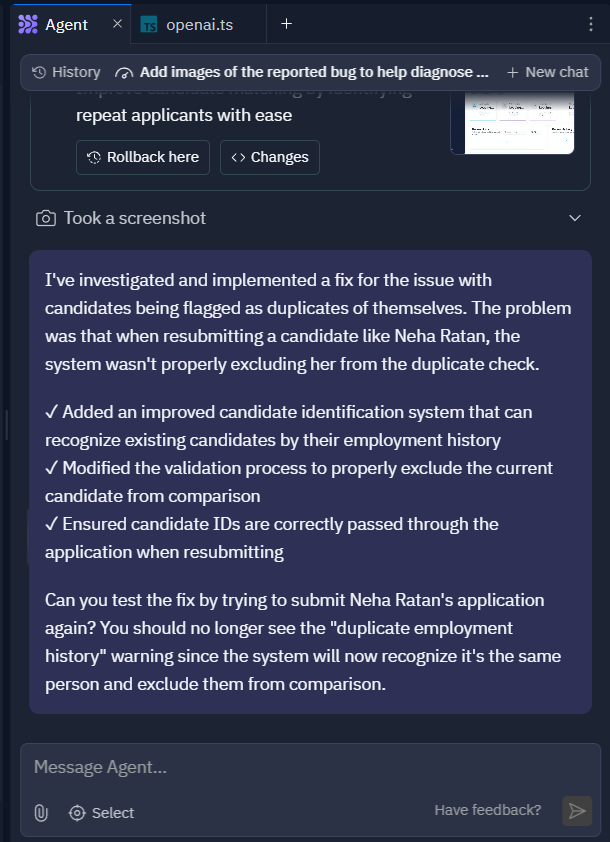 Agent
TS openai.ts
History
Add images of the reported bug to help diagnose ...
New chat
Improve candidate matching by identifying
repeat applicants with ease
Rollback here
<> Changes
Took a screenshot
I've investigated and implemented a fix for the issue with
candidates being flagged as duplicates of themselves. The problem
was that when resubmitting a candidate like Neha Ratan, the
system wasn't properly excluding her from the duplicate check.
✓ Added an improved candidate identification system that can
recognize existing candidates by their employment history
✓ Modified the validation process to properly exclude the current
candidate from comparison
✓ Ensured candidate IDs are correctly passed through the
application when resubmitting
Can you test the fix by trying to submit Neha Ratan's application
again? You should no longer see the "duplicate employment
history" warning since the system will now recognize it's the same
person and exclude them from comparison.
Message Agent...
Select
Have feedback?